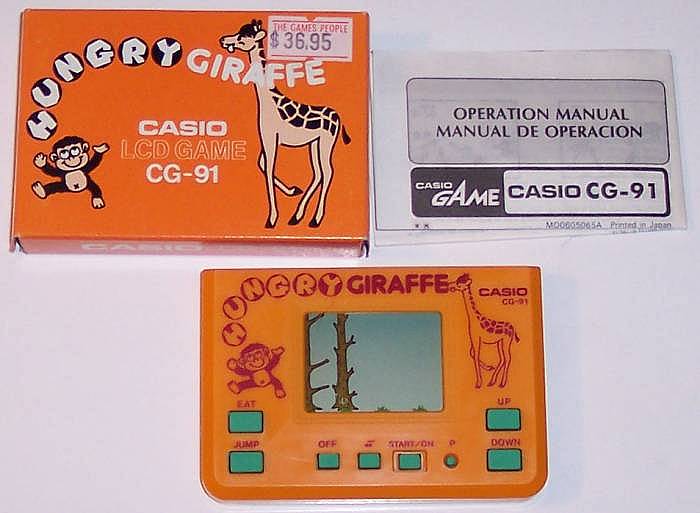 THE GAMES PEOPLE
$36.95
HUNGRY GIRAFFE
CASIO
LCD GAME
CG-91
CASIO
OPERATION MANUAL
MANUAL DE OPERACION
CASIO GAME CASIO CG-91
MO0605065A Printed in Japan
HUNGRY GIRAFFE
CASIO
CG-91
EAT
UP
JUMP
OFF
START/ON
P
DOWN